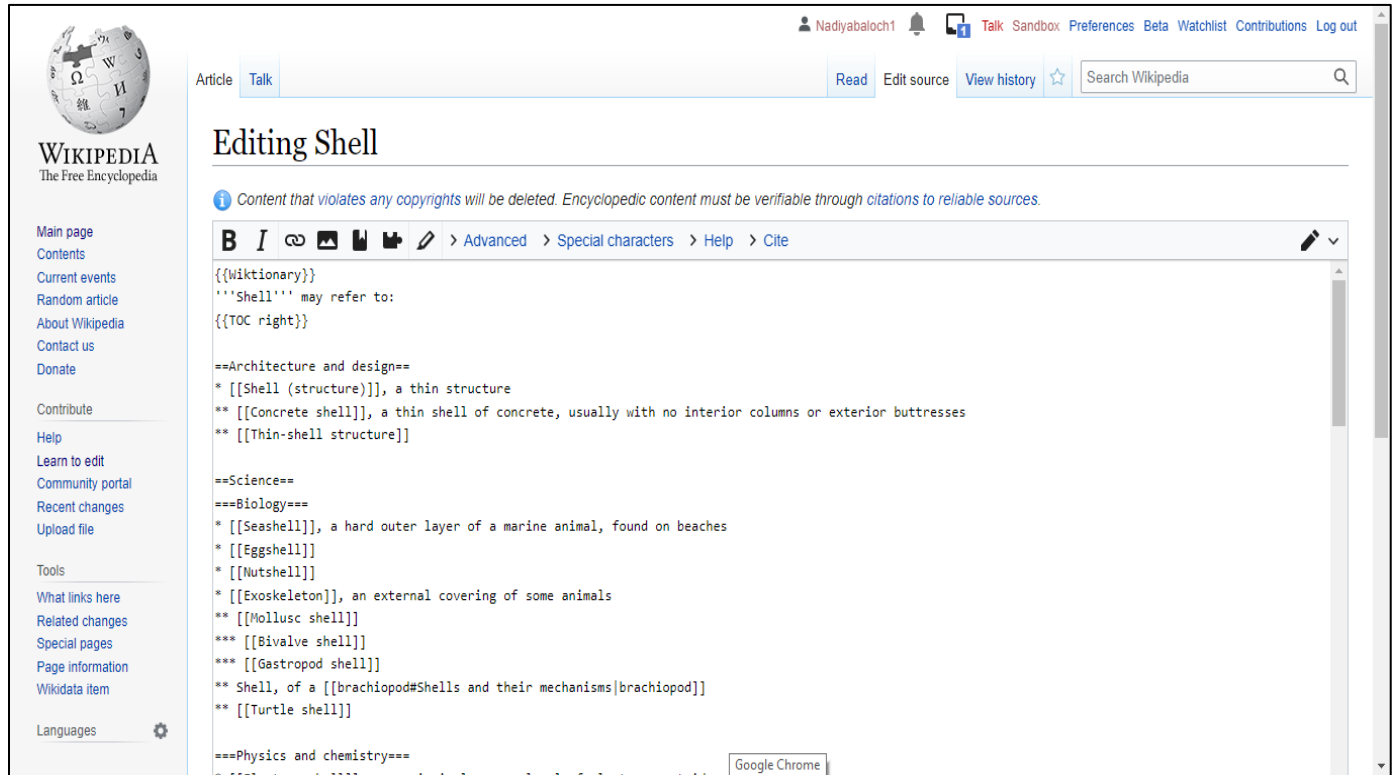 Nadiyabaloch1 1 Talk Sandbox Preferences Beta Watchlist Contributions Log out
Article Talk Read Edit source View history Search Wikipedia
Ω W И 維 7
WIKIPEDIA
The Free Encyclopedia
Main page
Contents
Current events
Random article
About Wikipedia
Contact us
Donate
Contribute
Help
Learn to edit
Community portal
Recent changes
Upload file
Tools
What links here
Related changes
Special pages
Page information
Wikidata item
Languages
Editing Shell
Content that violates any copyrights will be deleted. Encyclopedic content must be verifiable through citations to reliable sources.
B I > Advanced > Special characters > Help > Cite
{{Wiktionary}}
'''Shell''' may refer to:
{{TOC right}}
==Architecture and design==
* [[Shell (structure)]], a thin structure
** [[Concrete shell]], a thin shell of concrete, usually with no interior columns or exterior buttresses
** [[Thin-shell structure]]
==Science==
===Biology===
* [[Seashell]], a hard outer layer of a marine animal, found on beaches
* [[Eggshell]]
* [[Nutshell]]
* [[Exoskeleton]], an external covering of some animals
** [[Mollusc shell]]
*** [[Bivalve shell]]
*** [[Gastropod shell]]
** Shell, of a [[brachiopod#Shells and their mechanisms|brachiopod]]
** [[Turtle shell]]
===Physics and chemistry===
Google Chrome